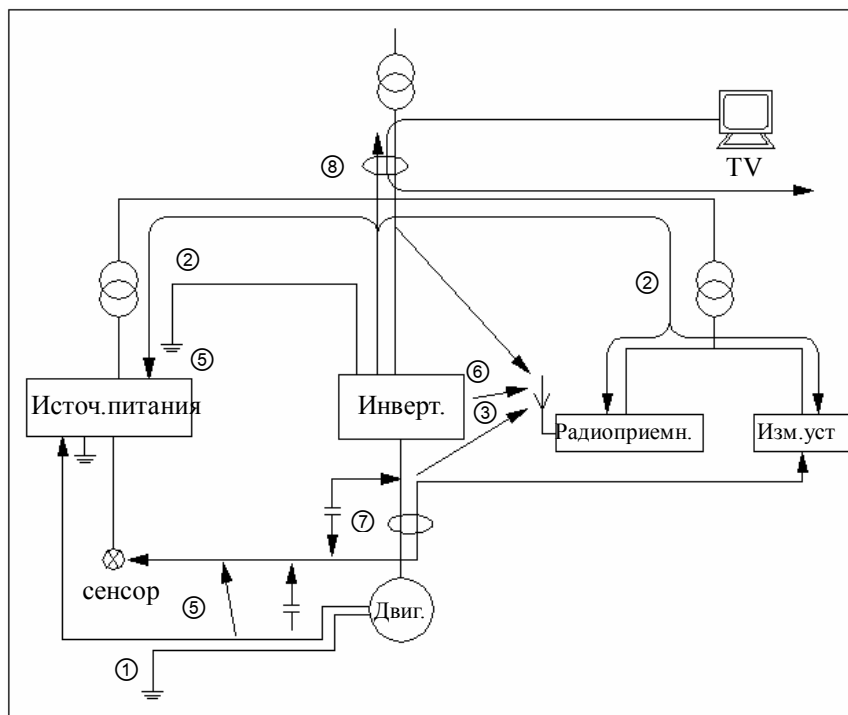 TV
⑧
②
②
⑤
⑥
Источ.питания
Инверт.
③
Радиоприемн.
Изм.уст
⑦
сенсор
⑤
Двиг.
①